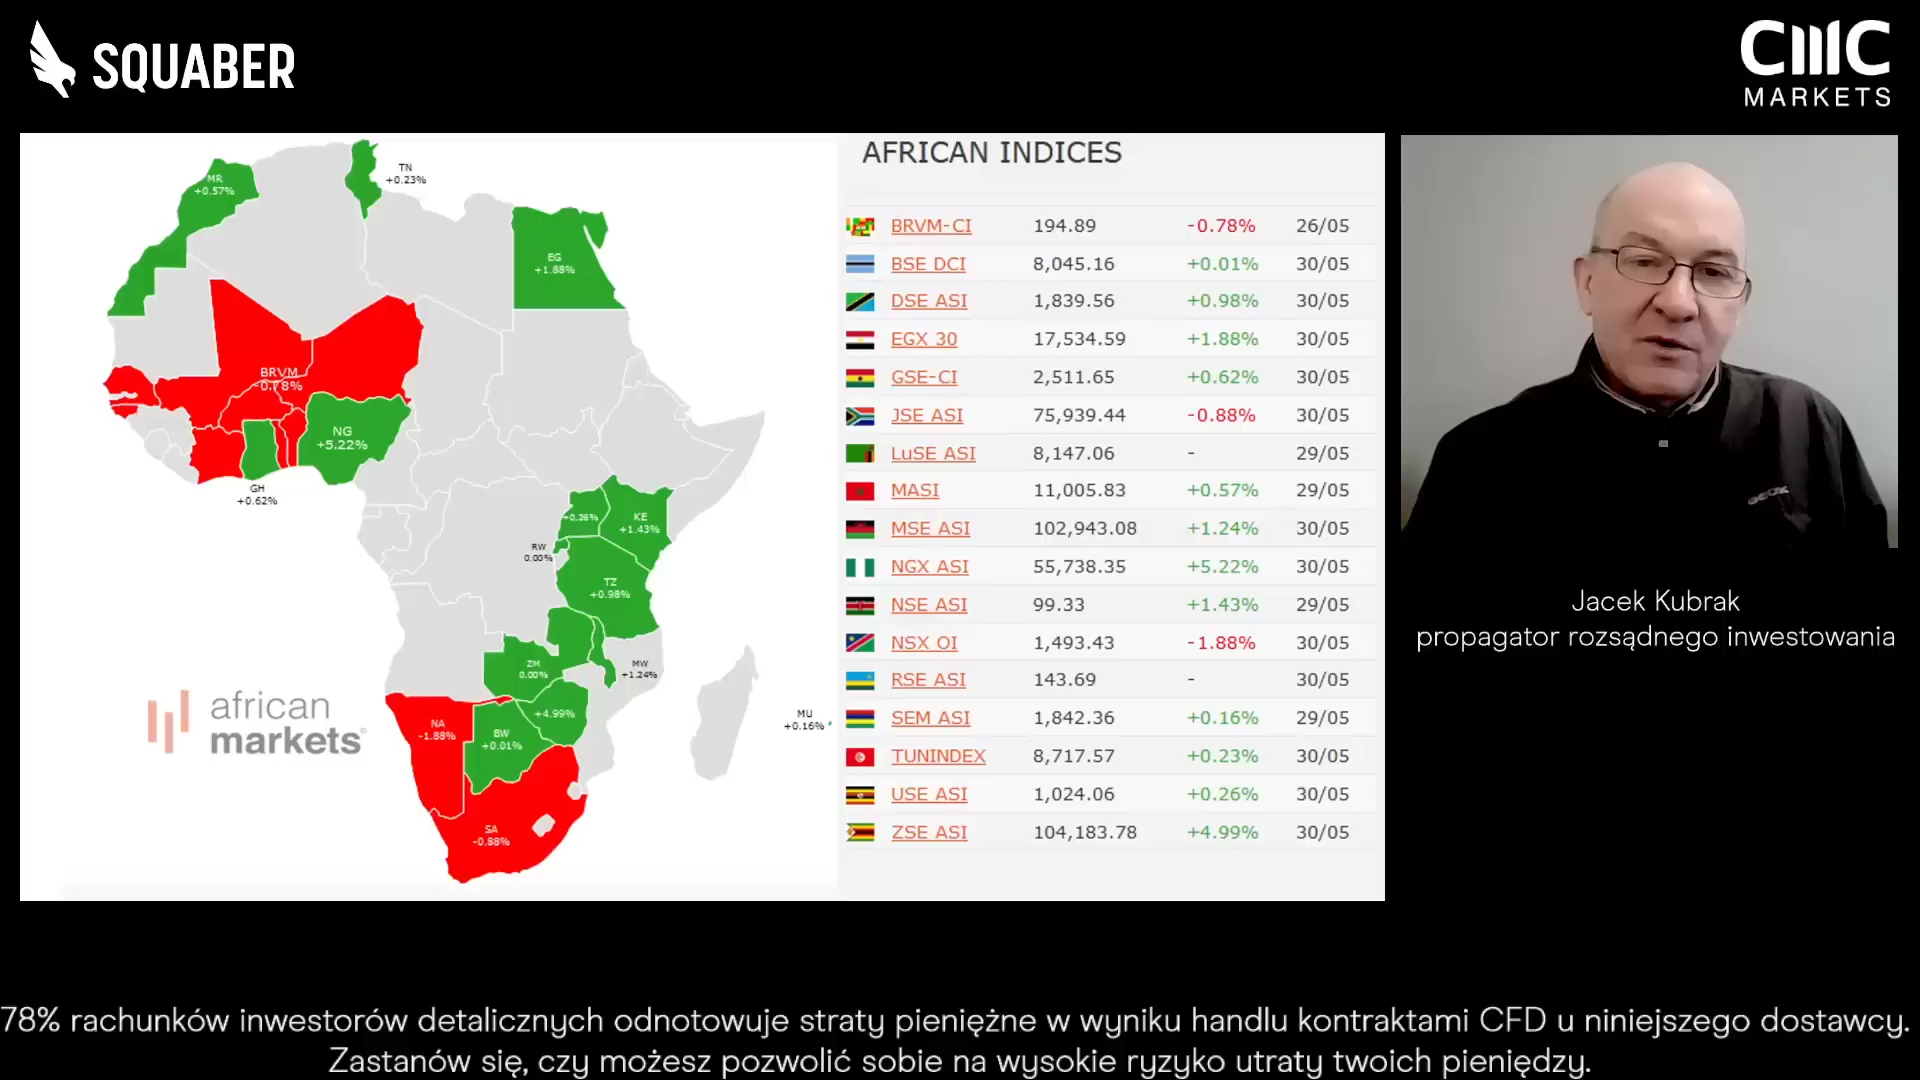 SQUABER
CMC
MARKETS
AFRICAN INDICES
TN
+0.23%
MR
+0.57%
EG
+1.88%
BRVM
-0.78%
NG
+5.22%
GH
+0.62%
+0.26%
KE
+1.43%
RW
0.00%
TZ
+0.98%
ZM
0.00%
MW
+1.24%
+4.99%
NA
-1.88%
BW
+0.01%
MU
+0.16%
SA
-0.88%
african
markets
BRVM-CI 194.89 -0.78% 26/05
BSE DCI 8,045.16 +0.01% 30/05
DSE ASI 1,839.56 +0.98% 30/05
EGX 30 17,534.59 +1.88% 30/05
GSE-CI 2,511.65 +0.62% 30/05
JSE ASI 75,939.44 -0.88% 30/05
LuSE ASI 8,147.06 - 29/05
MASI 11,005.83 +0.57% 29/05
MSE ASI 102,943.08 +1.24% 30/05
NGX ASI 55,738.35 +5.22% 30/05
NSE ASI 99.33 +1.43% 29/05
NSX OI 1,493.43 -1.88% 30/05
RSE ASI 143.69 - 30/05
SEM ASI 1,842.36 +0.16% 29/05
TUNINDEX 8,717.57 +0.23% 30/05
USE ASI 1,024.06 +0.26% 30/05
ZSE ASI 104,183.78 +4.99% 30/05
GEOX
Jacek Kubrak
propagator rozsądnego inwestowania
78% rachunków inwestorów detalicznych odnotowuje straty pieniężne w wyniku handlu kontraktami CFD u niniejszego dostawcy.
Zastanów się, czy możesz pozwolić sobie na wysokie ryzyko utraty twoich pieniędzy.